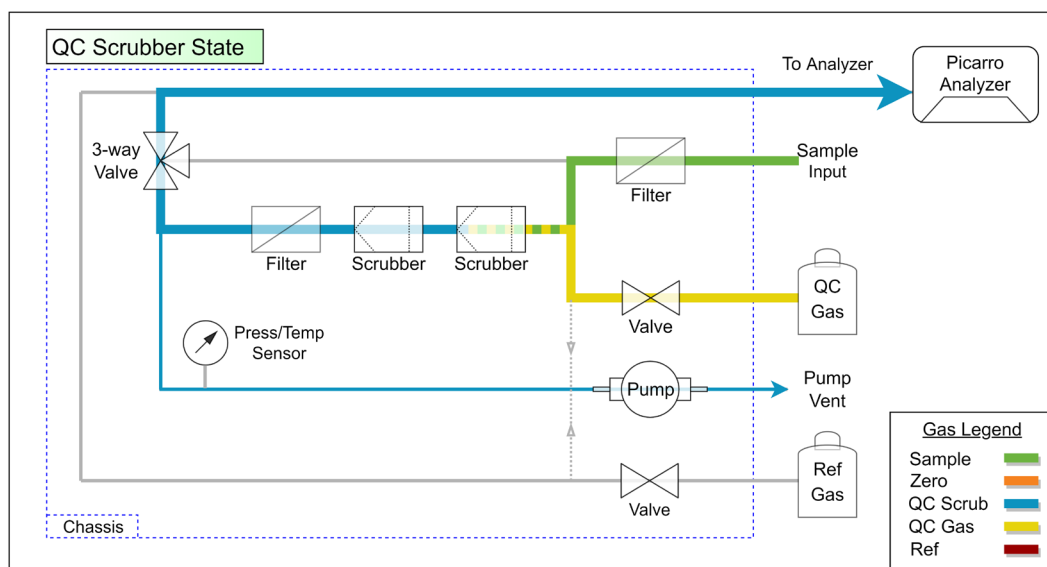 QC Scrubber State
To Analyzer
Picarro
Analyzer
3-way
Valve
Sample
Input
Filter
Filter
Scrubber
Scrubber
QC
Gas
Valve
Press/Temp
Sensor
Pump
Pump
Vent
Ref
Gas
Valve
Chassis
Gas Legend
Sample
Zero
QC Scrub
QC Gas
Ref